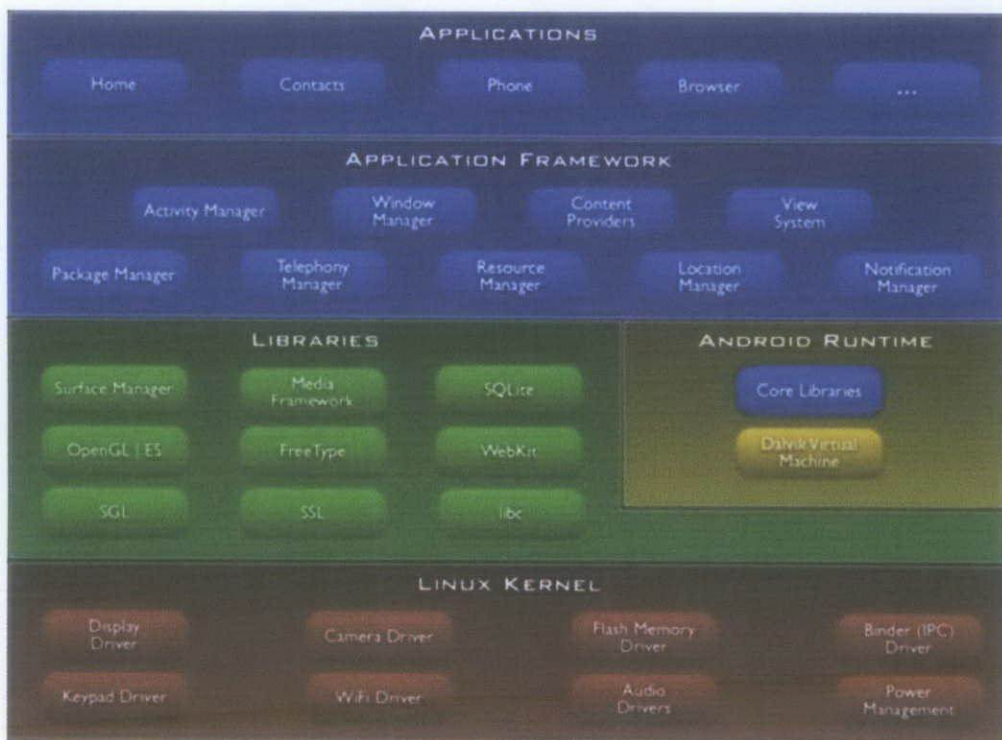 APPLICATIONS
Home
Contacts
Phone
Browser
...
APPLICATION FRAMEWORK
Activity Manager
Window
Manager
Content
Providers
View
System
Package Manager
Telephony
Manager
Resource
Manager
Location
Manager
Notification
Manager
LIBRARIES
Surface Manager
Media
Framework
SQLite
OpenGL | ES
FreeType
WebKit
SGL
SSL
libc
ANDROID RUNTIME
Core Libraries
Dalvik Virtual
Machine
LINUX KERNEL
Display
Driver
Camera Driver
Flash Memory
Driver
Binder (IPC)
Driver
Keypad Driver
WiFi Driver
Audio
Drivers
Power
Management